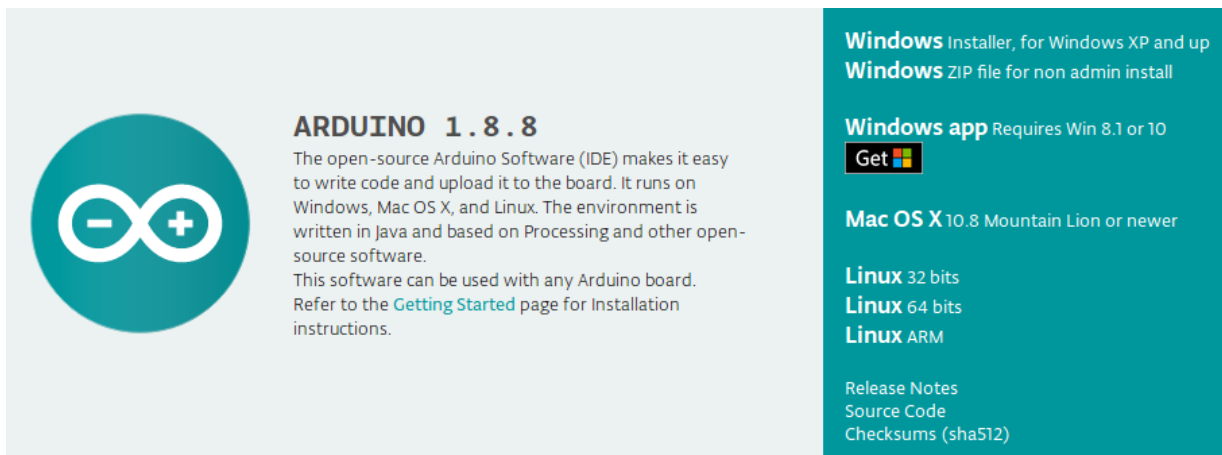 ARDUINO 1.8.8
The open-source Arduino Software (IDE) makes it easy
to write code and upload it to the board. It runs on
Windows, Mac OS X, and Linux. The environment is
written in Java and based on Processing and other open-
source software.
This software can be used with any Arduino board.
Refer to the Getting Started page for Installation
instructions.
Windows Installer, for Windows XP and up
Windows ZIP file for non admin install
Windows app Requires Win 8.1 or 10
Get
Mac OS X 10.8 Mountain Lion or newer
Linux 32 bits
Linux 64 bits
Linux ARM
Release Notes
Source Code
Checksums (sha512)